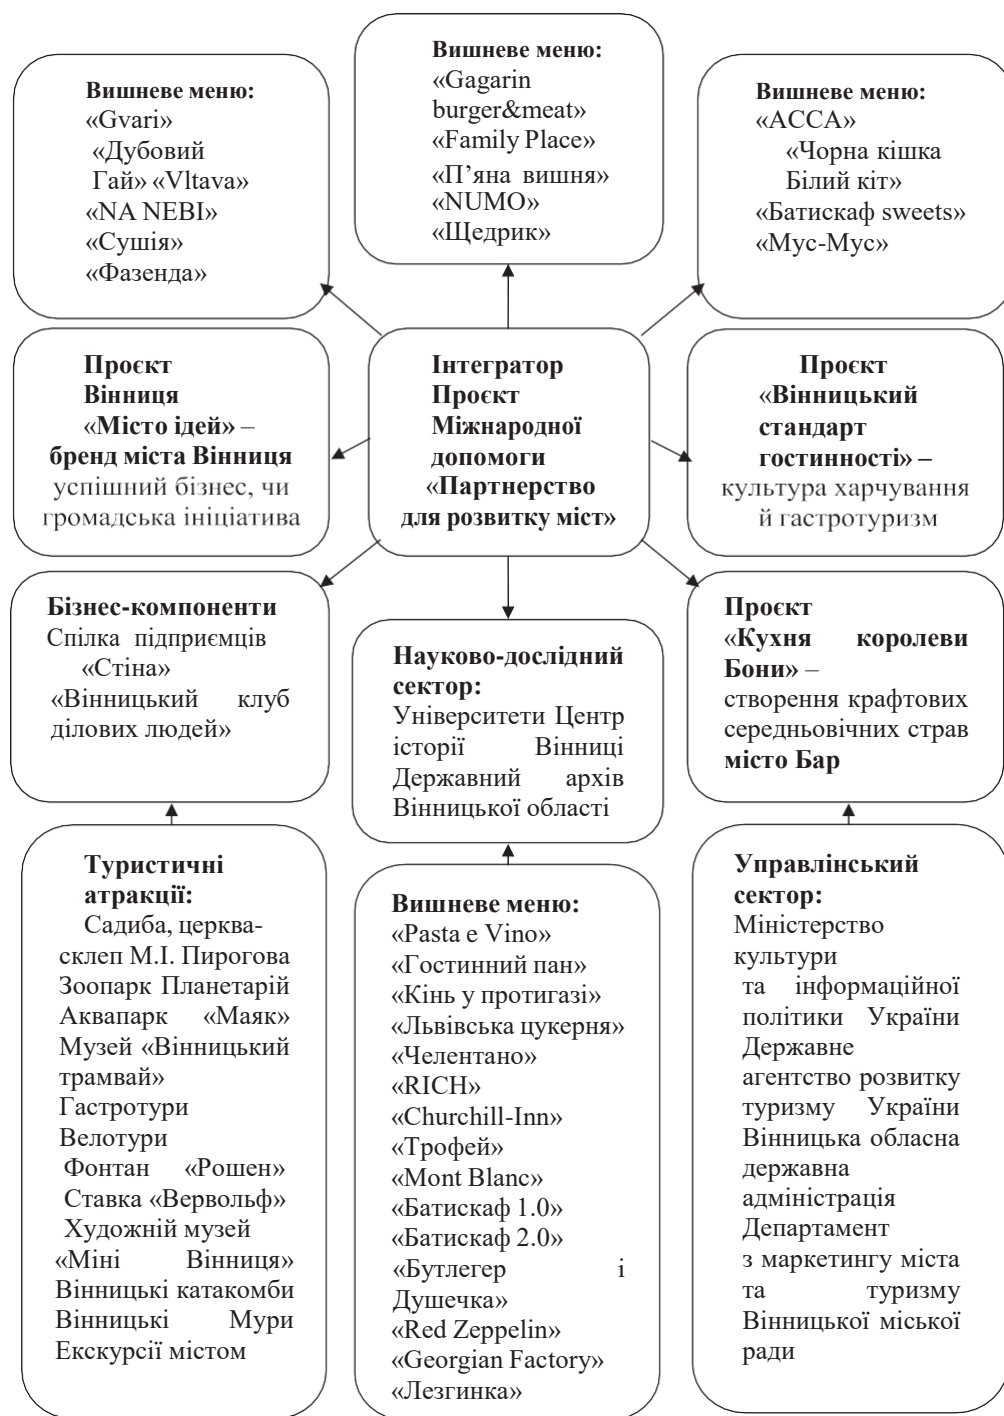 Вишневе меню:
«Gvari»
«Дубовий
Гай» «Vltava»
«NA NEBI»
«Сушія»
«Фазенда»
Вишневе меню:
«Gagarin
burger&meat»
«Family Place»
«П’яна вишня»
«NUMO»
«Щедрик»
Вишневе меню:
«АССА»
«Чорна кішка
Білий кіт»
«Батискаф sweets»
«Мус-Мус»
Проєкт
Вінниця
«Місто ідей» –
бренд міста Вінниця
успішний бізнес, чи
громадська ініціатива
Інтегратор
Проєкт
Міжнародної
допомоги
«Партнерство
для розвитку міст»
Проєкт
«Вінницький
стандарт
гостинності» –
культура харчування
й гастротуризм
Бізнес-компоненти
Спілка підприємців
«Стіна»
«Вінницький клуб
ділових людей»
Науково-дослідний
сектор:
Університети Центр
історії Вінниці
Державний архів
Вінницької області
Проєкт
«Кухня королеви
Бони» –
створення крафтових
середньовічних страв
місто Бар
Туристичні
атракції:
Садиба, церква-
склеп М.І. Пирогова
Зоопарк Планетарій
Аквапарк «Маяк»
Музей «Вінницький
трамвай»
Гастротури
Велотури
Фонтан «Рошен»
Ставка «Вервольф»
Художній музей
«Міні Вінниця»
Вінницькі катакомби
Вінницькі Мури
Екскурсії містом
Вишневе меню:
«Pasta e Vino»
«Гостинний пан»
«Кінь у протигазі»
«Львівська цукерня»
«Челентано»
«RICH»
«Churchill-Inn»
«Трофей»
«Mont Blanc»
«Батискаф 1.0»
«Батискаф 2.0»
«Бутлегер і
Душечка»
«Red Zeppelin»
«Georgian Factory»
«Лезгинка»
Управлінський
сектор:
Міністерство
культури
та інформаційної
політики України
Державне
агентство розвитку
туризму України
Вінницька обласна
державна
адміністрація
Департамент
з маркетингу міста
та туризму
Вінницької міської
ради